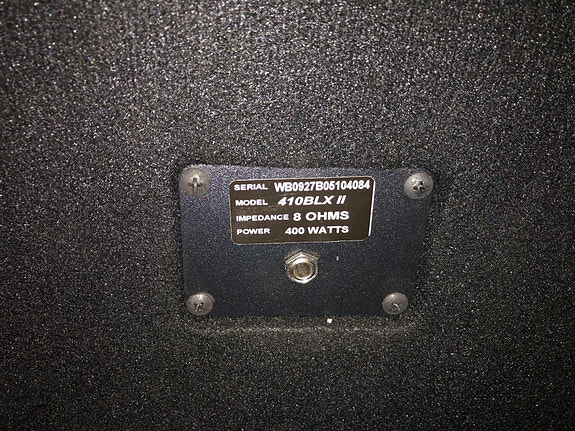 SERIAL WB0927B05104084
MODEL 410BLX II
IMPEDANCE 8 OHMS
POWER 400 WATTS